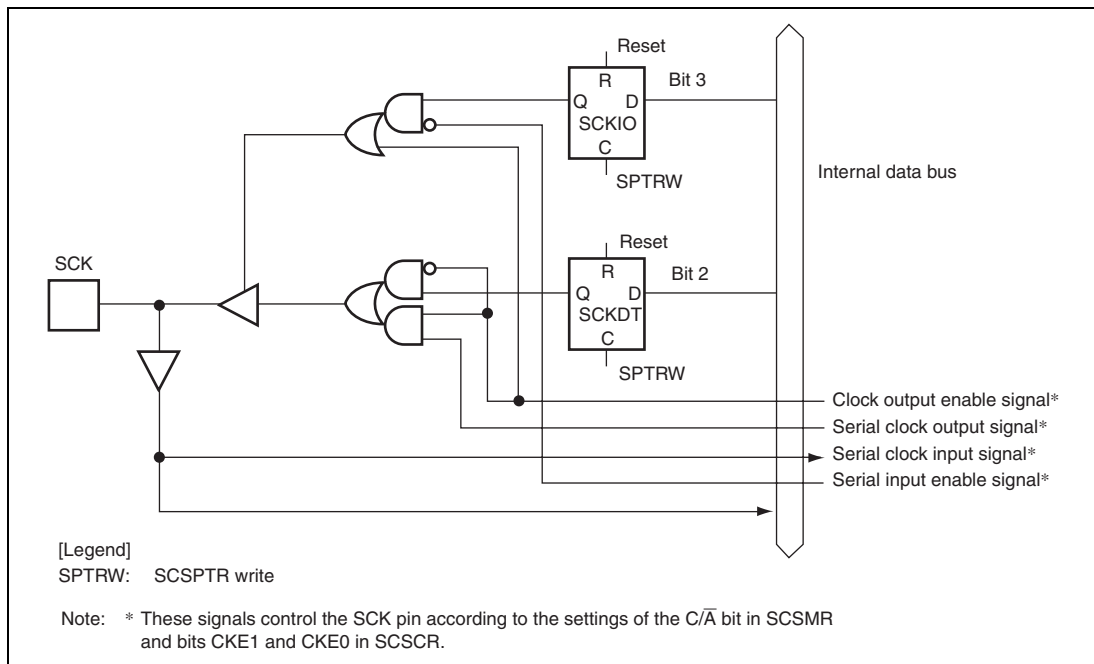 Reset
R
Bit 3
Q D
SCKIO
C
SPTRW
Internal data bus
Reset
SCK
R
Bit 2
Q D
SCKDT
C
SPTRW
Clock output enable signal*
Serial clock output signal*
Serial clock input signal*
Serial input enable signal*
[Legend]
SPTRW: SCSPTR write
Note: * These signals control the SCK pin according to the settings of the C/A̅ bit in SCSMR
and bits CKE1 and CKE0 in SCSCR.